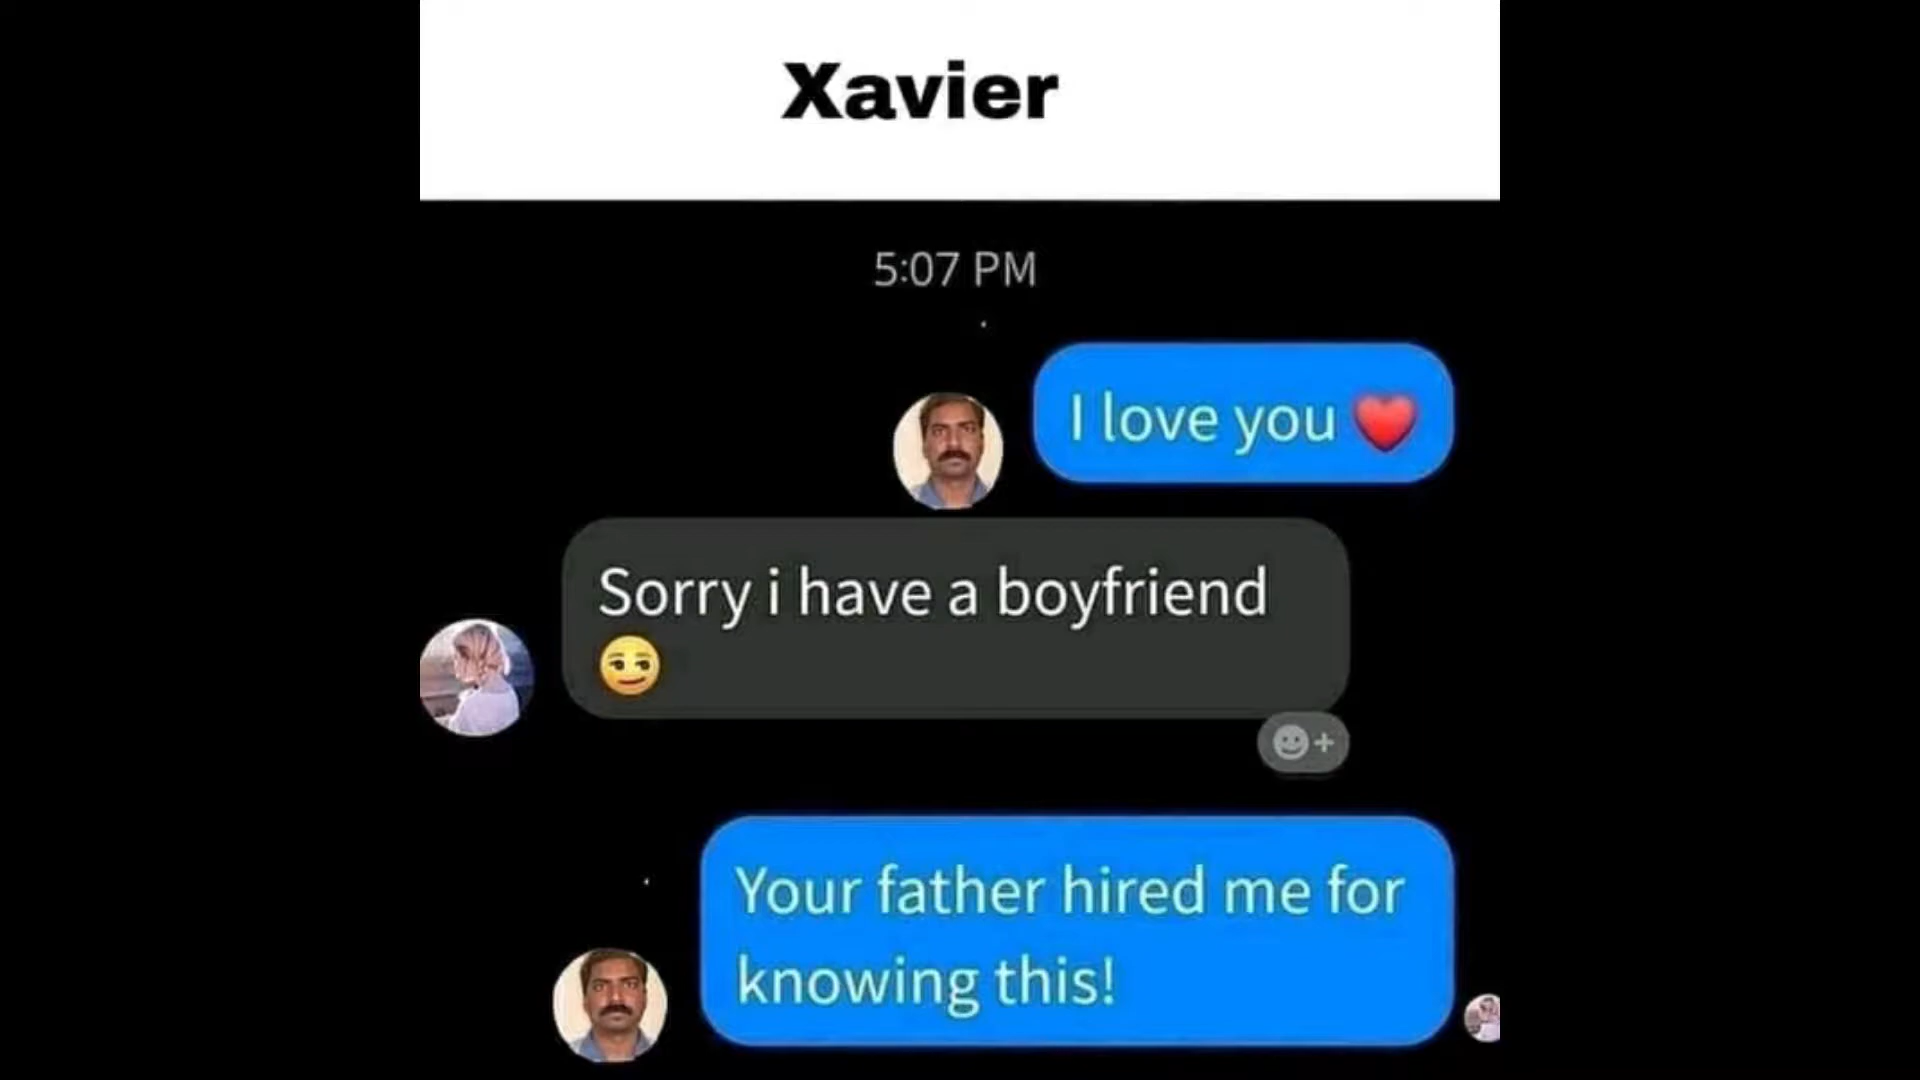 Xavier
5:07 PM
I love you ❤️
Sorry i have a boyfriend
😏
Your father hired me for
knowing this!